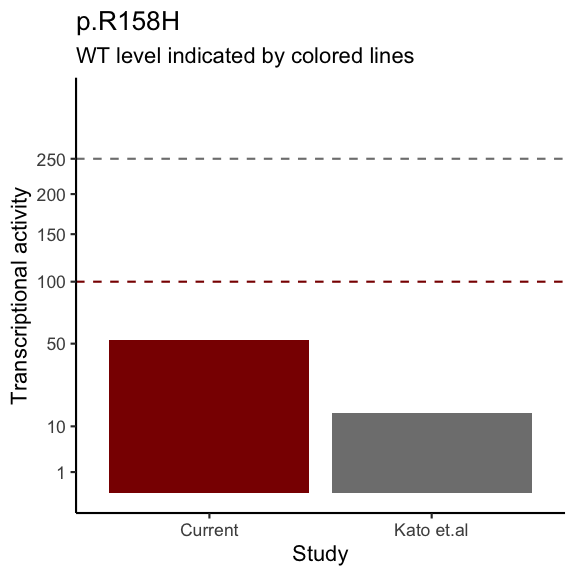 p.R158H
WT level indicated by colored lines
Transcriptional activity
250
200
150
100
50
10
1
Current
Kato et.al
Study